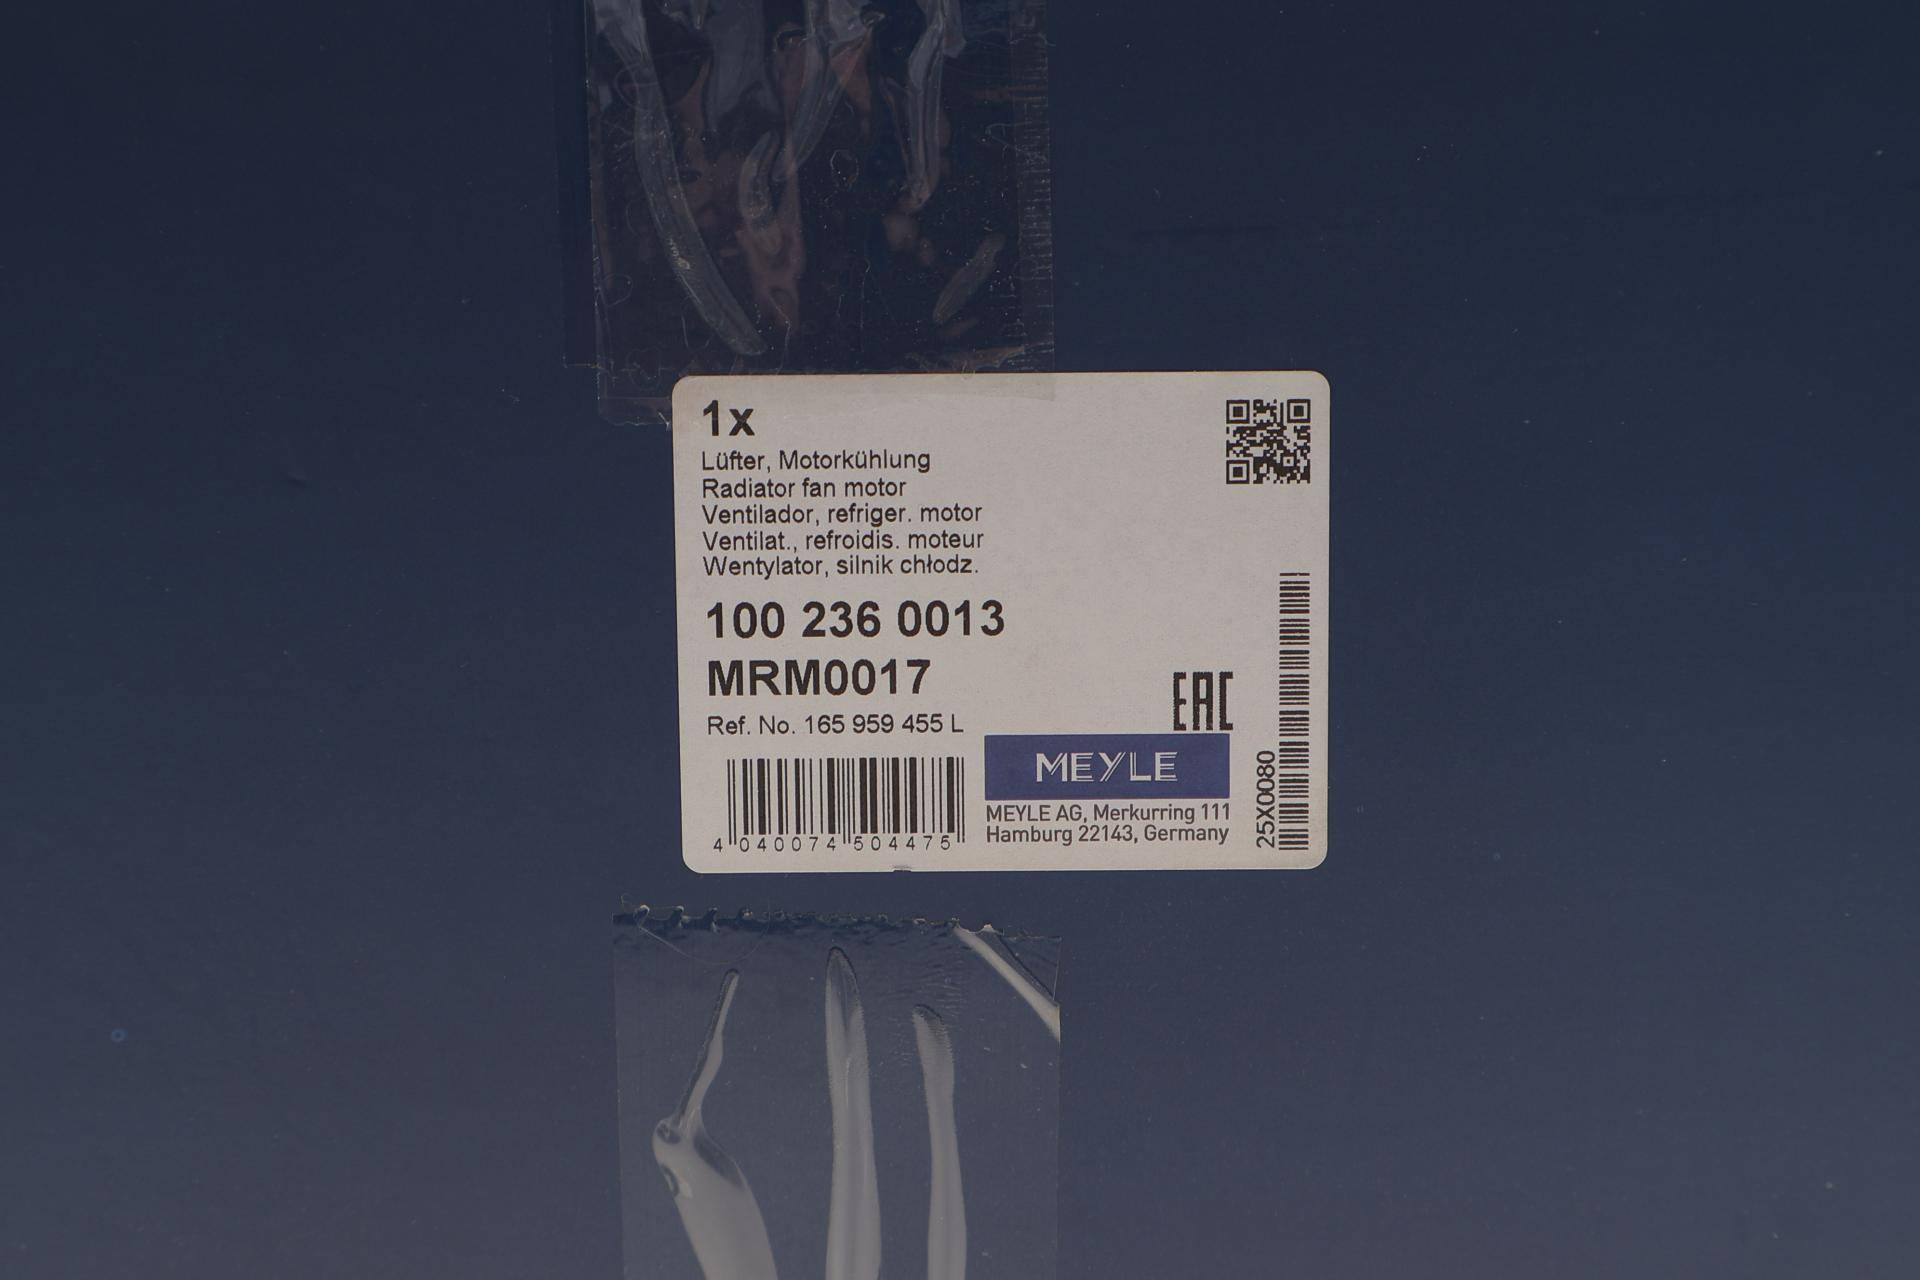 1x
Lüfter, Motorkühlung
Radiator fan motor
Ventilador, refriger. motor
Ventilat., refroidis. moteur
Wentylator, silnik chłodz.
100 236 0013
MRM0017
Ref. No. 165 959 455 L
EAC
MEYLE
MEYLE AG, Merkurring 111
Hamburg 22143, Germany
4 040074 504475
25X0080